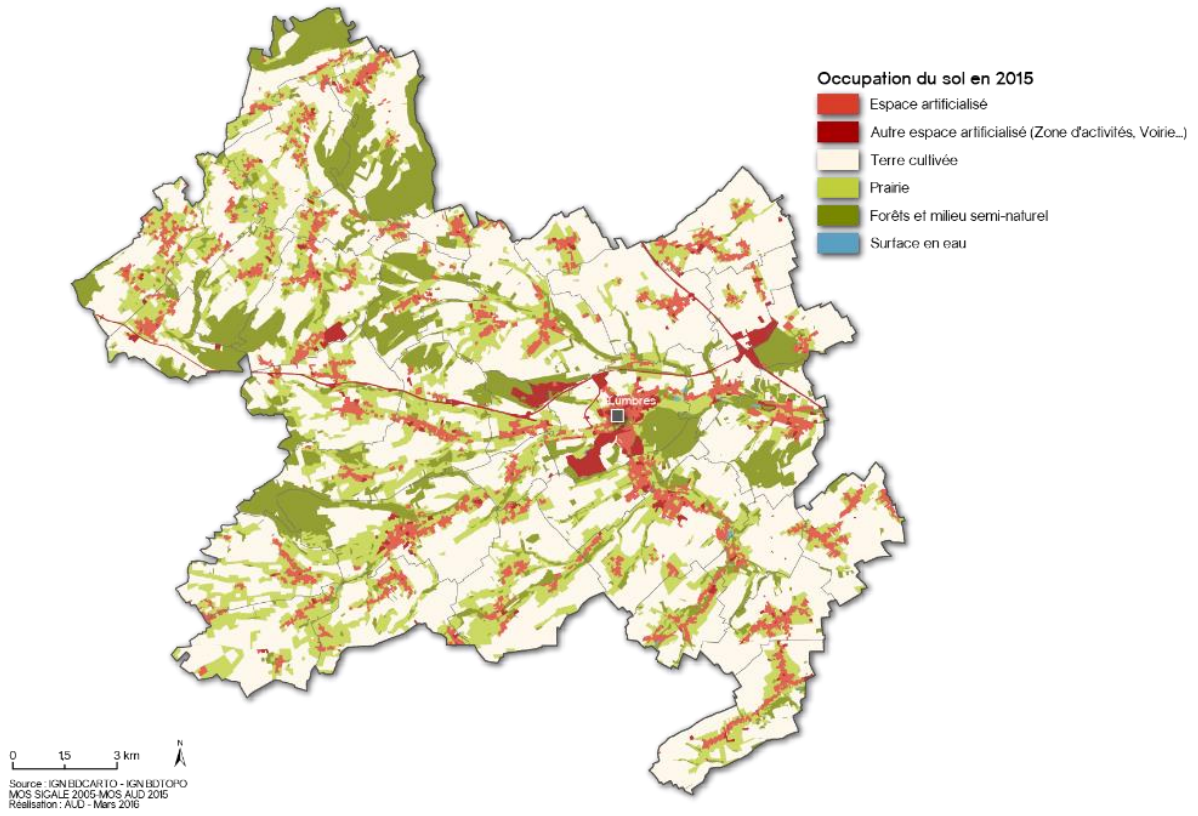 Occupation du sol en 2015
Espace artificialisé
Autre espace artificialisé (Zone d'activités, Voirie...)
Terre cultivée
Prairie
Forêts et milieu semi-naturel
Surface en eau
Lumbres
0 1,5 3 km
N
Source : IGN BDCARTO - IGN BDTOPO
MOS SIGALE 2005-MOS AUD 2015
Réalisation : AUD - Mars 2016